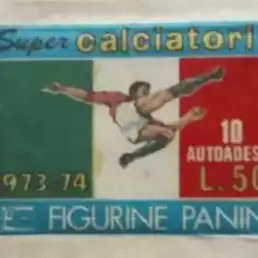 Super calciatori
10
AUTOADES
1973-74
L. 50
FIGURINE PANIN